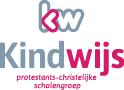 kw
Kindwijs
protestants-christelijke
scholengroep